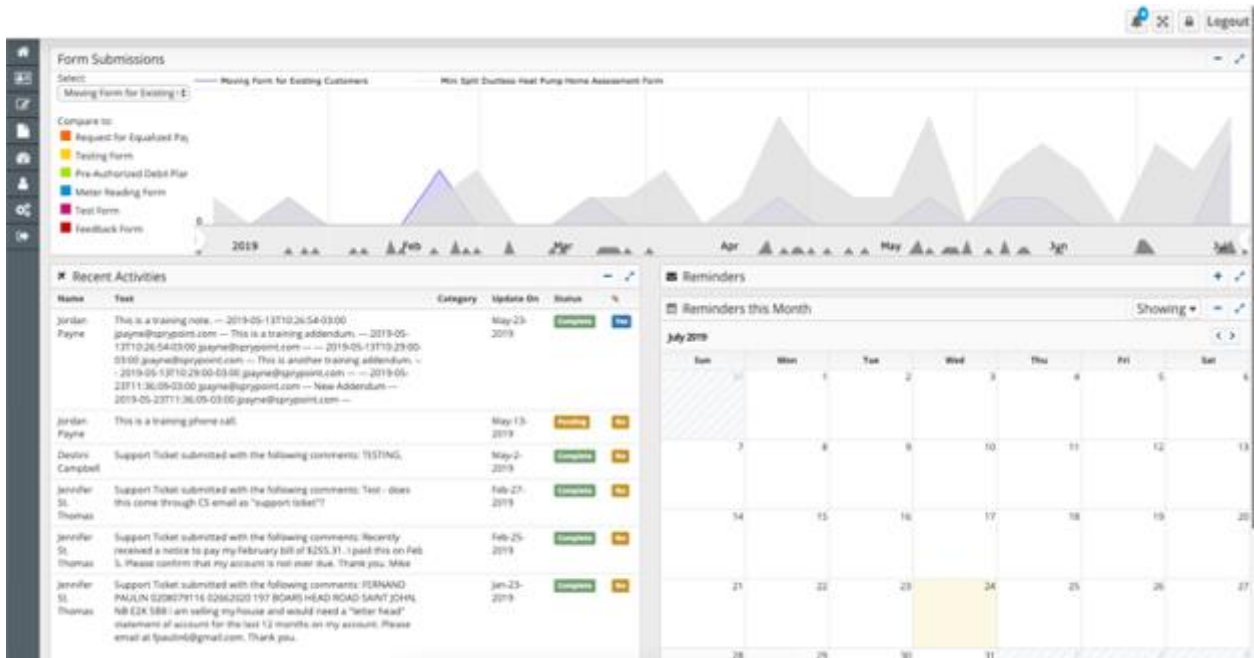 Logout
Form Submissions
Select:
Moving Form for Existing
Moving Form for Existing Customers
Mini Split Ductless Heat Pump Home Assessment Form
Compare to:
Request for Equalized Pay
Testing Form
Pre-Authorized Debit Plan
Meter Reading Form
Test Form
Feedback Form
0
2019 Feb Mar Apr May Jun Jul
Recent Activities
Name Text Category Update On Status
Jordan Payne
This is a training note. --- 2019-05-13T10:26:54-03:00
jpayne@sprypoint.com --- This is a training addendum. --- 2019-05-
13T10:26:54-03:00 jpayne@sprypoint.com --- --- 2019-05-13T10:29:00-
03:00 jpayne@sprypoint.com --- This is another training addendum. --
- 2019-05-13T10:29:00-03:00 jpayne@sprypoint.com --- --- 2019-05-
23T11:36:09-03:00 jpayne@sprypoint.com --- New Addendum ---
2019-05-23T11:36:09-03:00 jpayne@sprypoint.com ---
May-23-2019
Complete Yes
Jordan Payne
This is a training phone call.
May-13-2019
Pending No
Destini Campbell
Support Ticket submitted with the following comments: TESTING.
May-2-2019
Complete No
Jennifer St. Thomas
Support Ticket submitted with the following comments: Test - does
this come through CS email as "support ticket"?
Feb-27-2019
Complete No
Jennifer St. Thomas
Support Ticket submitted with the following comments: Recently
received a notice to pay my February bill of $255.31. I paid this on Feb
5. Please confirm that my account is not over due. Thank you. Mike
Feb-25-2019
Complete No
Jennifer St. Thomas
Support Ticket submitted with the following comments: FERNAND
PAULIN 0208079116 02662020 197 BOARS HEAD ROAD SAINT JOHN,
NB E2K 5B8 I am selling my house and would need a "letter head"
statement of account for the last 12 months on my account. Please
email at fpaulin6@gmail.com. Thank you.
Jan-23-2019
Complete No
Reminders
Reminders this Month
Showing
July 2019
Sun Mon Tue Wed Thu Fri Sat
30 1 2 3 4 5 6
7 8 9 10 11 12 13
14 15 16 17 18 19 20
21 22 23 24 25 26 27
28 29 30 31 1 2 3